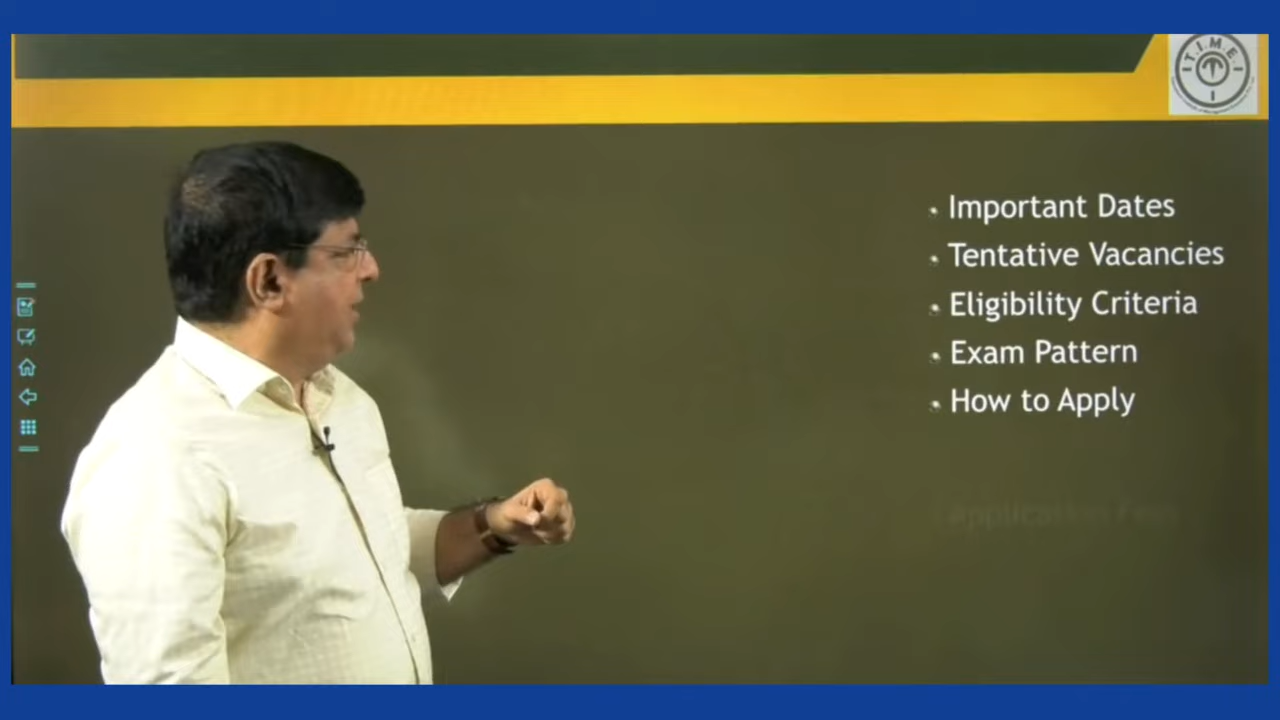 T.I.M.E.
Important Dates
Tentative Vacancies
Eligibility Criteria
Exam Pattern
How to Apply